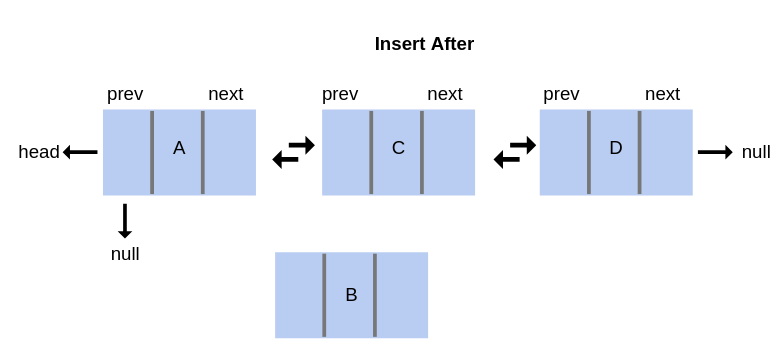 Insert After
prev next prev next prev next
head A C D null
null
B